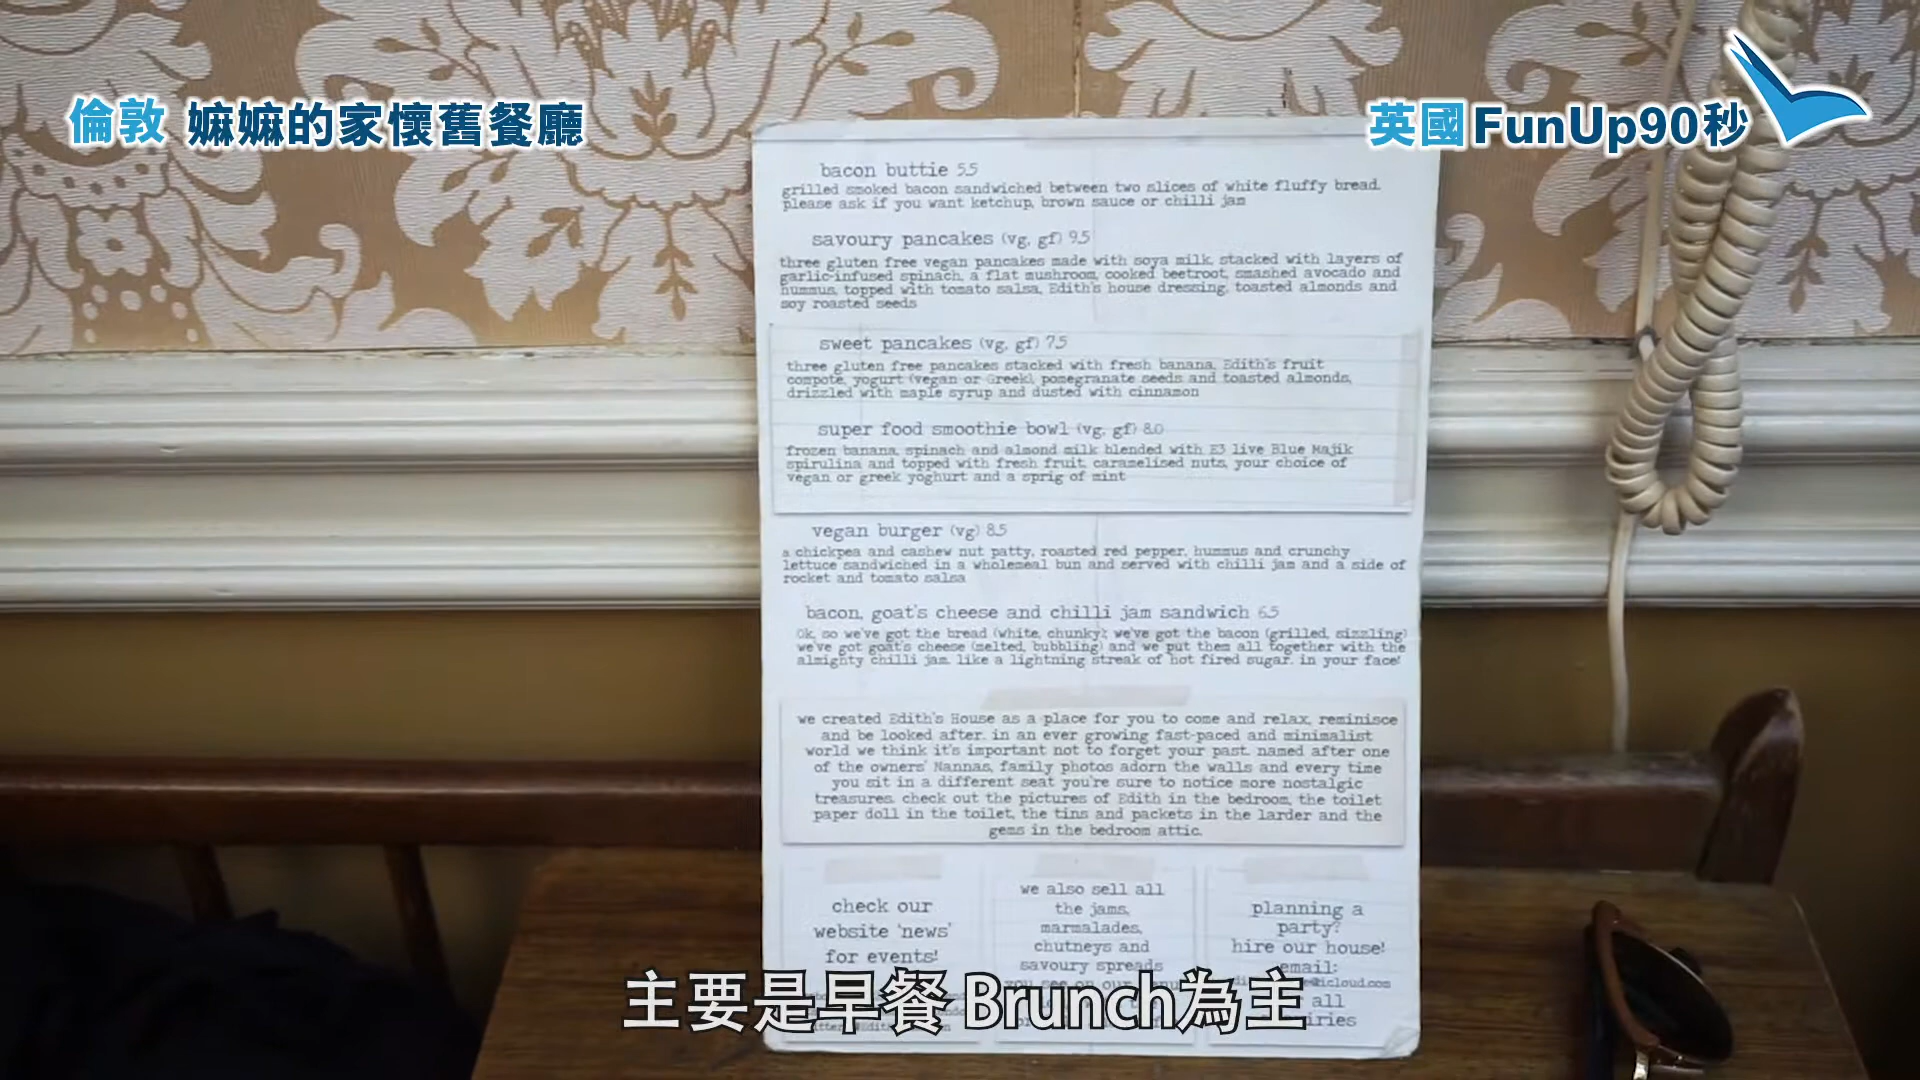 倫敦 嫲嫲的家懷舊餐廳
英國FunUp90秒
bacon buttie 5.5
grilled smoked bacon sandwiched between two slices of white fluffy bread.
please ask if you want ketchup, brown sauce or chilli jam
savoury pancakes (vg, gf) 9.5
three gluten free vegan pancakes made with soya milk, stacked with layers of
garlic-infused spinach, a flat mushroom, cooked beetroot, smashed avocado and
hummus, topped with tomato salsa, Edith's house dressing, toasted almonds and
soy roasted seeds
sweet pancakes (vg, gf) 7.5
three gluten free pancakes stacked with fresh banana, Edith's fruit
compote, yogurt (vegan or Greek), pomegranate seeds and toasted almonds,
drizzled with maple syrup and dusted with cinnamon
super food smoothie bowl (vg, gf) 8.0
frozen banana, spinach and almond milk blended with E3 live Blue Majik
spirulina and topped with fresh fruit, caramelised nuts, your choice of
vegan or greek yoghurt and a sprig of mint
vegan burger (vg) 8.5
a chickpea and cashew nut patty, roasted red pepper, hummus and crunchy
lettuce sandwiched in a wholemeal bun and served with chilli jam and a side of
rocket and tomato salsa
bacon, goat's cheese and chilli jam sandwich 6.5
Ok, so we've got the bread (white, chunky); we've got the bacon (grilled, sizzling)
we've got goat's cheese (melted, bubbling) and we put them all together with the
almighty chilli jam. like a lightning streak of hot fired sugar. in your face!
we created Edith's House as a place for you to come and relax, reminisce
and be looked after. in an ever growing fast-paced and minimalist
world we think it's important not to forget your past. named after one
of the owners' Nannas, family photos adorn the walls and every time
you sit in a different seat you're sure to notice more nostalgic
treasures. check out the pictures of Edith in the bedroom, the toilet
paper doll in the toilet, the tins and packets in the larder and the
gems in the bedroom attic.
check our
website 'news'
for events!
we also sell all
the jams,
marmalades,
chutneys and
savoury spreads
you see on our menu
planning a
party?
hire our house!
email:
all
主要是早餐 Brunch為主